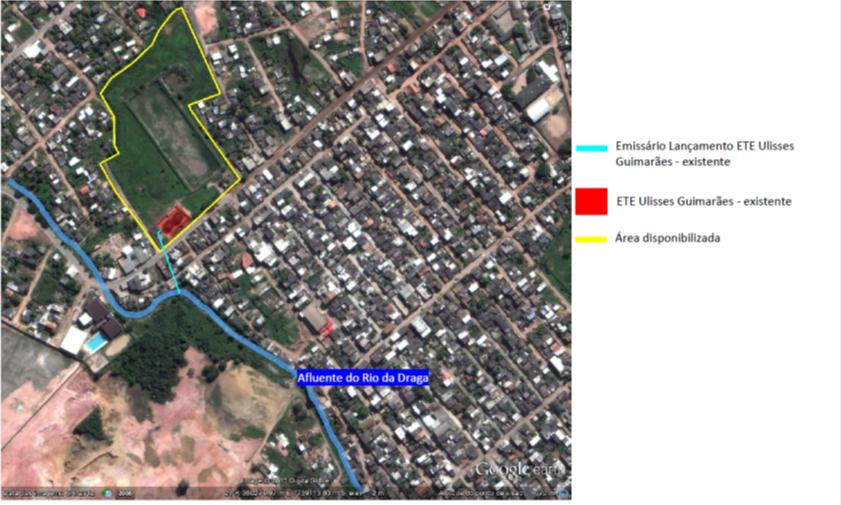 Emissário Lançamento ETE Ulisses
Guimarães - existente
ETE Ulisses Guimarães - existente
Área disponibilizada
Afluente do Rio da Draga
Google earth